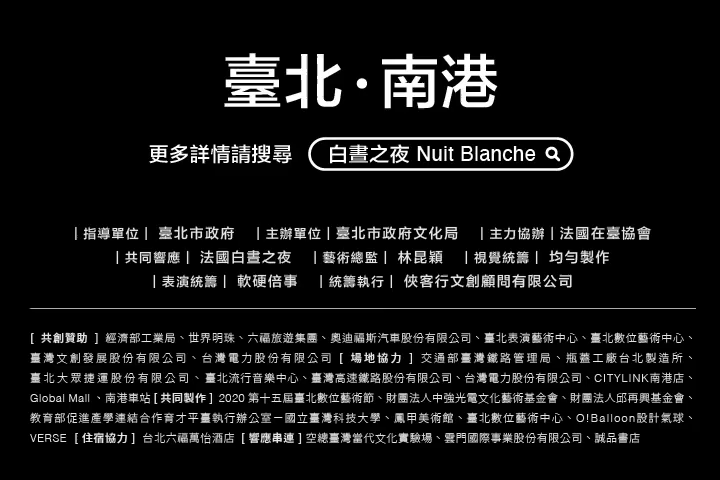 臺北·南港
更多詳情請搜尋 白晝之夜 Nuit Blanche
｜指導單位｜ 臺北市政府 ｜主辦單位｜臺北市政府文化局 ｜主力協辦｜法國在臺協會
｜共同響應｜ 法國白晝之夜 ｜藝術總監｜ 林昆穎 ｜視覺統籌｜ 均勻製作
｜表演統籌｜ 軟硬倍事 ｜統籌執行｜ 俠客行文創顧問有限公司
[ 共創贊助 ] 經濟部工業局、世界明珠、六福旅遊集團、奧迪福斯汽車股份有限公司、臺北表演藝術中心、臺北數位藝術中心、
臺灣文創發展股份有限公司、台灣電力股份有限公司 [ 場地協力 ] 交通部臺灣鐵路管理局、瓶蓋工廠台北製造所、
臺北大眾捷運股份有限公司、臺北流行音樂中心、臺灣高速鐵路股份有限公司、台灣電力股份有限公司、CITYLINK南港店、
Global Mall、南港車站 [ 共同製作 ] 2020 第十五屆臺北數位藝術節、財團法人中強光電文化藝術基金會、財團法人邱再興基金會、
教育部促進產學連結合作育才平臺執行辦公室－國立臺灣科技大學、鳳甲美術館、臺北數位藝術中心、O!Balloon設計氣球、
VERSE [ 住宿協力 ] 台北六福萬怡酒店 [ 響應串連 ] 空總臺灣當代文化實驗場、雲門國際事業股份有限公司、誠品書店